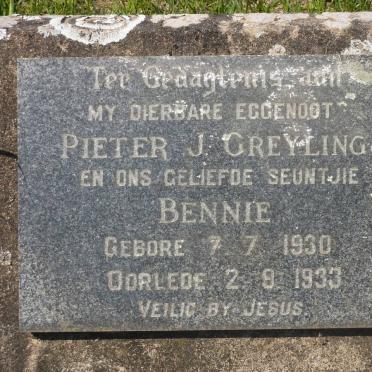 Ter Gedagtenis aan
MY DIERBARE EGGENOOT
PIETER J. GREYLING
EN ONS GELIEFDE SEUNTJIE
BENNIE
GEBORE 7.7.1930
OORLEDE 2.9.1933
VEILIG BY JESUS.